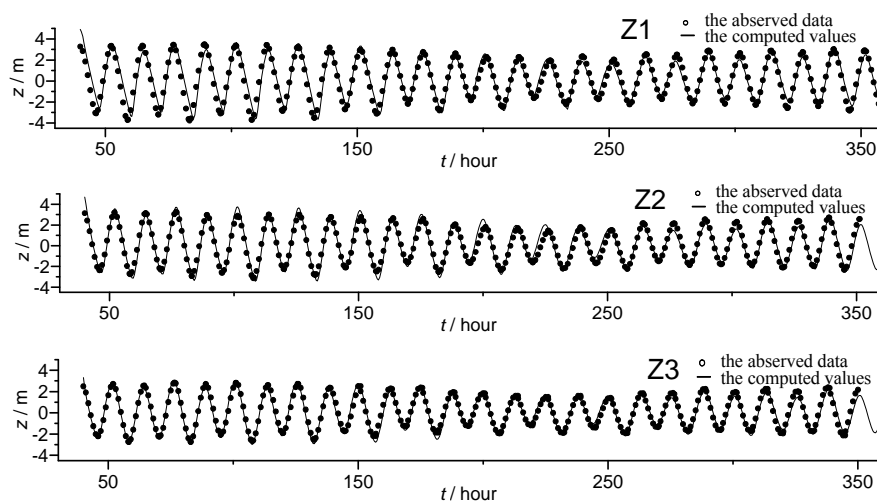 Z1
the absorved data
the computed values
z / m
4
2
0
-2
-4
50
150
250
350
t / hour
Z2
the observed data
the computed values
z / m
4
2
0
-2
-4
50
150
250
350
t / hour
Z3
the absorved data
the computed values
z / m
4
2
0
-2
-4
50
150
250
350
t / hour